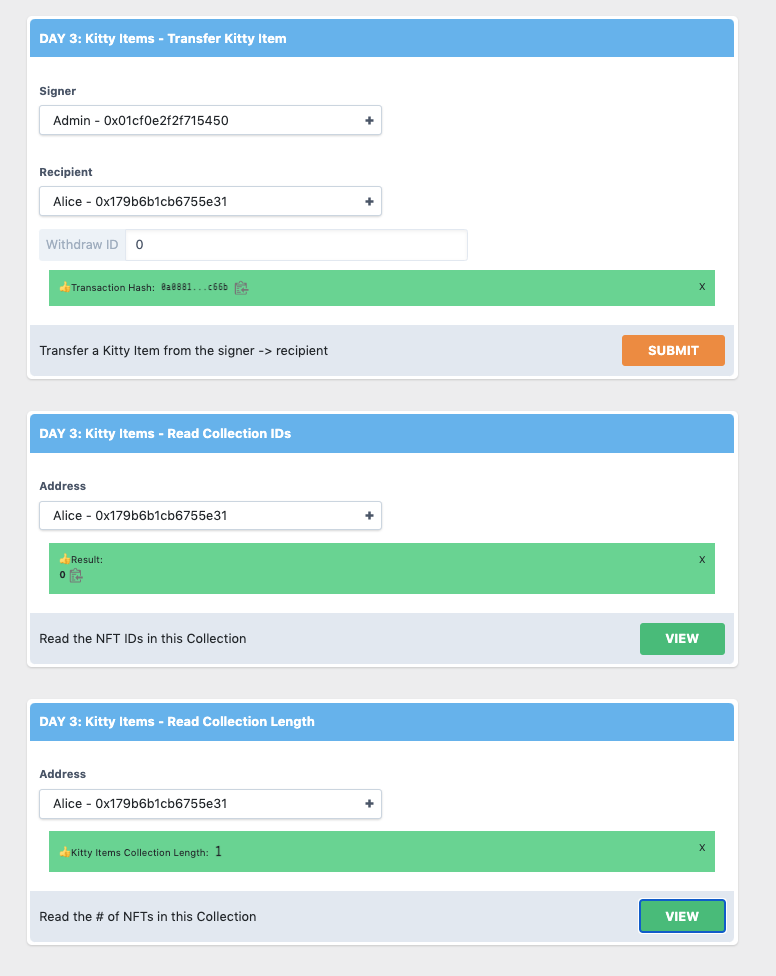 DAY 3: Kitty Items - Transfer Kitty Item
Signer
Admin - 0x01cf0e2f2f715450
Recipient
Alice - 0x179b6b1cb6755e31
Withdraw ID 0
Transaction Hash: 0a0881...c66b X
Transfer a Kitty Item from the signer -> recipient SUBMIT
DAY 3: Kitty Items - Read Collection IDs
Address
Alice - 0x179b6b1cb6755e31
Result: X
0
Read the NFT IDs in this Collection VIEW
DAY 3: Kitty Items - Read Collection Length
Address
Alice - 0x179b6b1cb6755e31
Kitty Items Collection Length: 1 X
Read the # of NFTs in this Collection VIEW